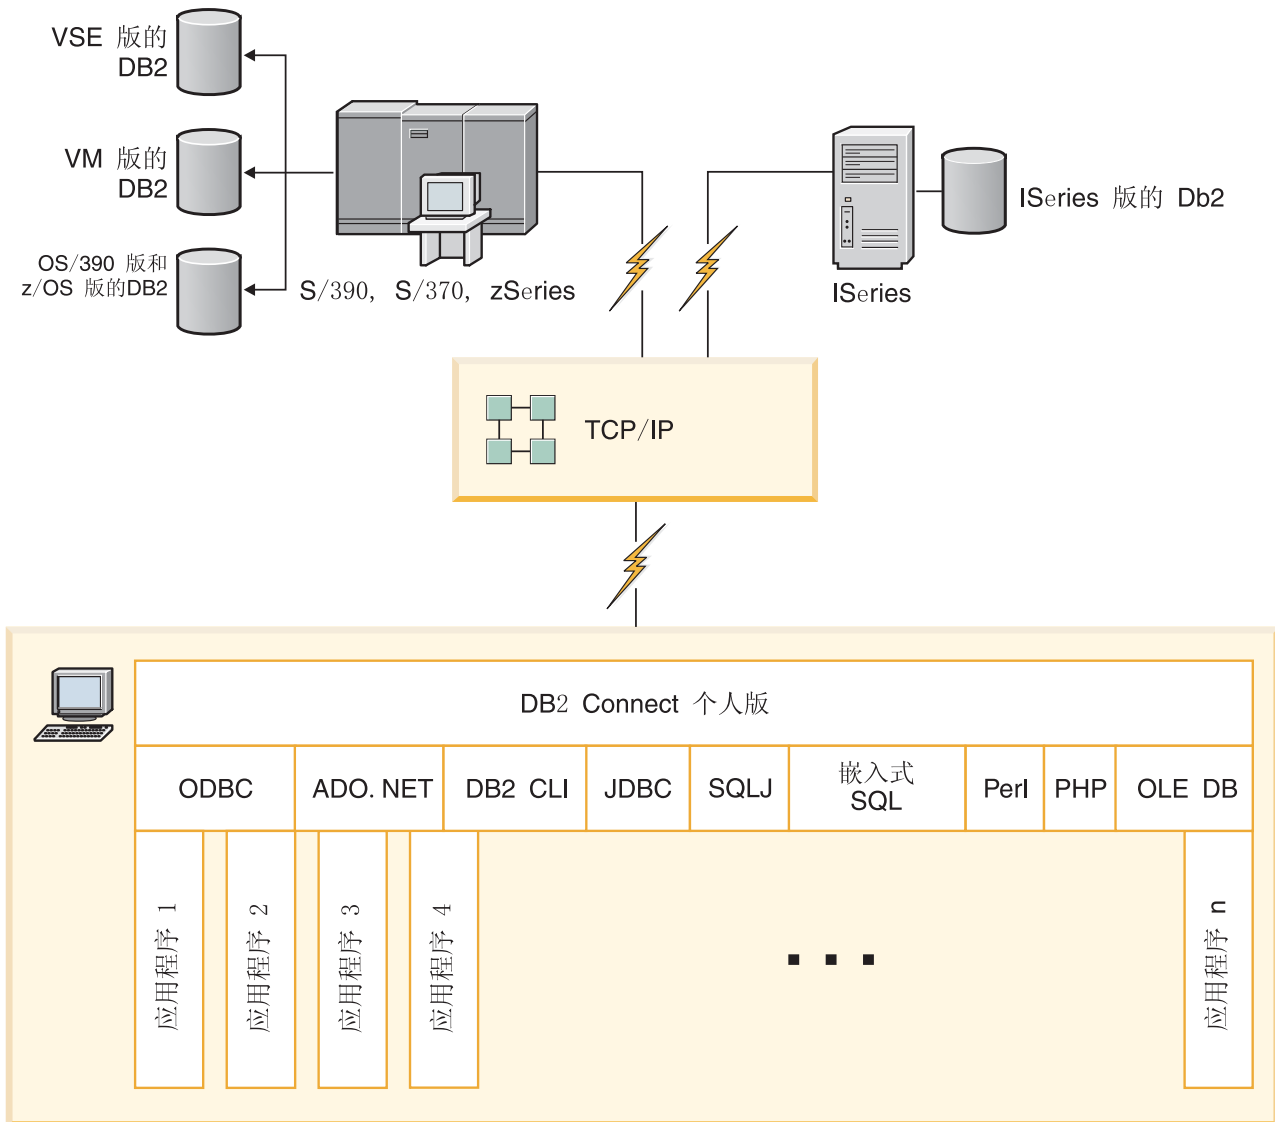 VSE 版的
DB2
VM 版的
DB2
OS/390 版和
z/OS 版的DB2
S/390, S/370, zSeries
ISeries 版的 Db2
ISeries
TCP/IP
DB2 Connect 个人版
ODBC
ADO. NET
DB2 CLI
JDBC
SQLJ
嵌入式
SQL
Perl
PHP
OLE DB
应用程序 1
应用程序 2
应用程序 3
应用程序 4
应用程序 n